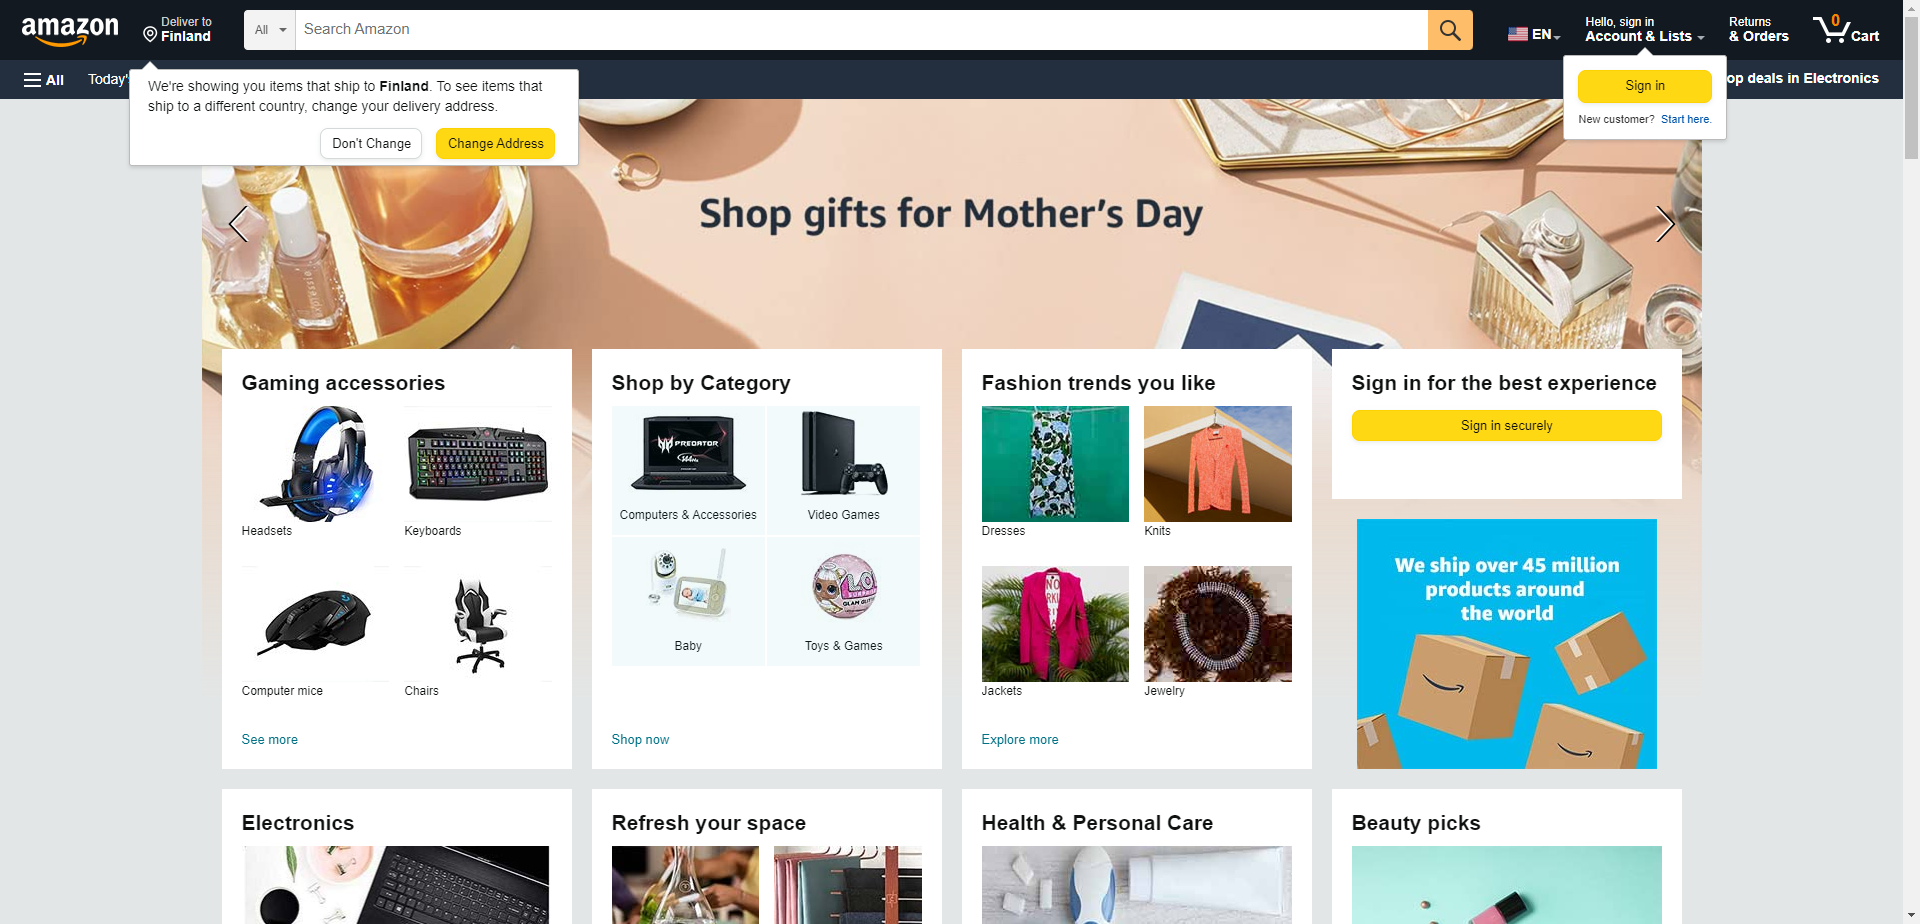 amazon
Deliver to
Finland
All
Search Amazon
EN
Hello, sign in
Account & Lists
Returns
& Orders
0
Cart
All
Today'
op deals in Electronics
We're showing you items that ship to Finland. To see items that
ship to a different country, change your delivery address.
Don't Change
Change Address
Sign in
New customer? Start here.
Shop gifts for Mother's Day
Gaming accessories
Headsets
Keyboards
Computer mice
Chairs
See more
Shop by Category
PREDATOR
Computers & Accessories
Video Games
Baby
Toys & Games
Shop now
Fashion trends you like
Dresses
Knits
Jackets
Jewelry
Explore more
Sign in for the best experience
Sign in securely
We ship over 45 million
products around
the world
Electronics
Refresh your space
Health & Personal Care
Beauty picks